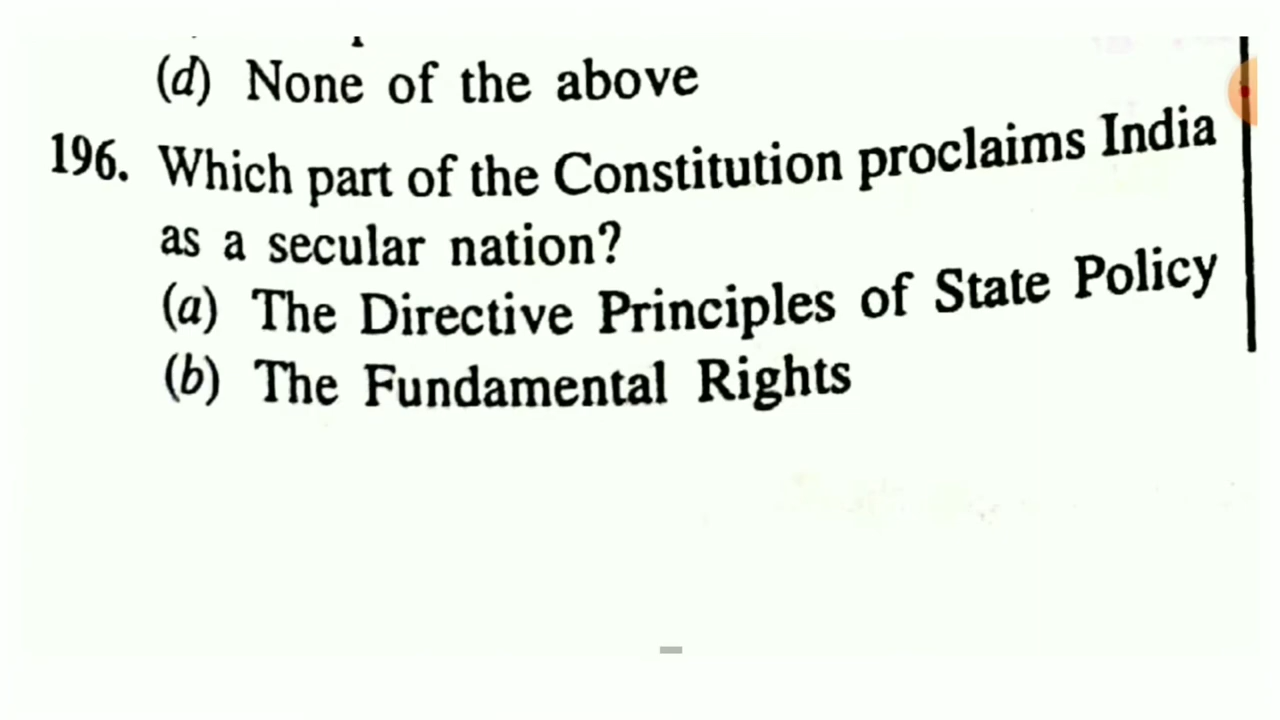 (d) None of the above
196. Which part of the Constitution proclaims India
as a secular nation?
(a) The Directive Principles of State Policy
(b) The Fundamental Rights